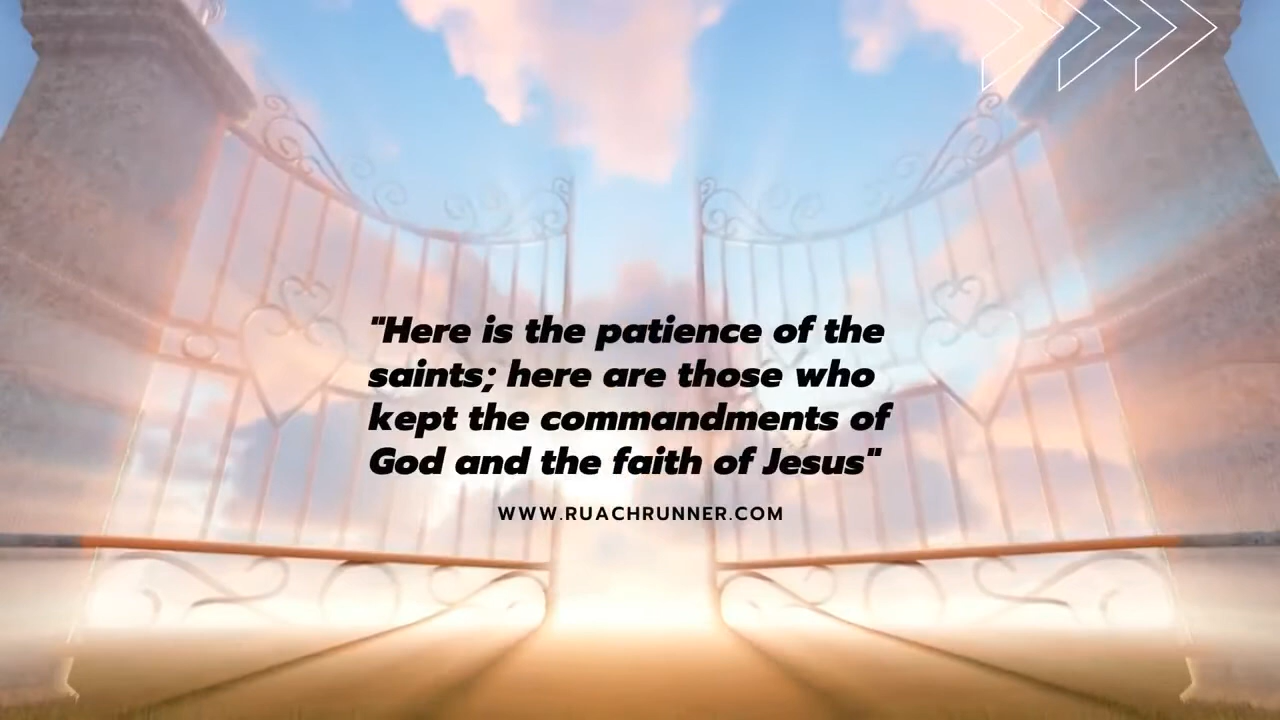 "Here is the patience of the
saints; here are those who
kept the commandments of
God and the faith of Jesus"
WWW.RUACHRUNNER.COM